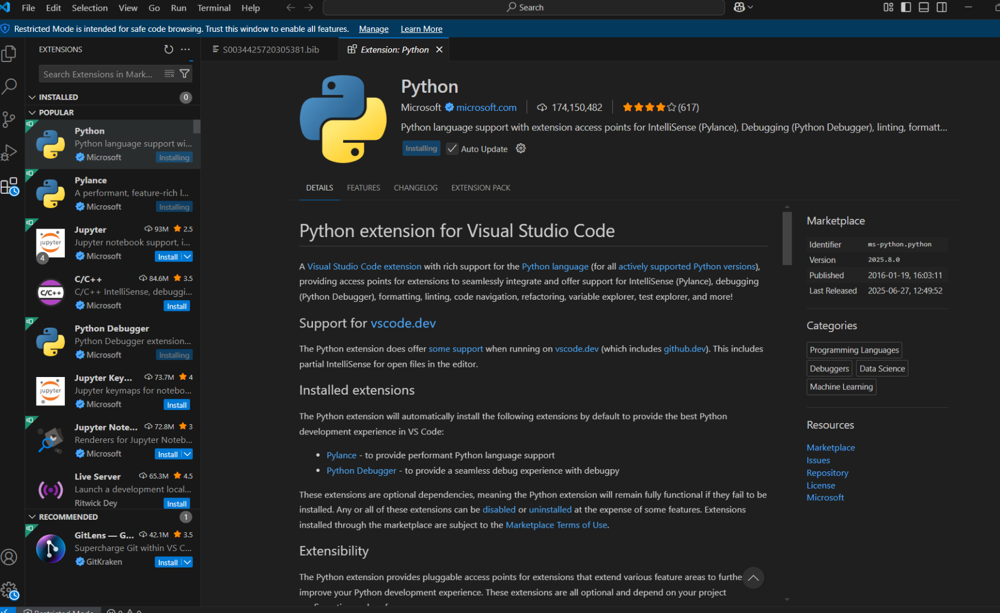 File Edit Selection View Go Run Terminal Help
Search
Restricted Mode is intended for safe code browsing. Trust this window to enable all features. Manage Learn More
EXTENSIONS
Search Extensions in Mark...
INSTALLED 0
POPULAR
Python
Python language support wi...
Microsoft Installing
Pylance
A performant, feature-rich l...
Microsoft Installing
Jupyter 93M 2.5
Jupyter notebook support, i...
jupyter
4
Microsoft Install
C/C++ 84.6M 3.5
C/C++ IntelliSense, debuggi...
C/C++
Microsoft Install
Python Debugger
Python Debugger extension...
Microsoft Installing
Jupyter Key... 73.7M 4
Jupyter keymaps for notebo...
jupyter
Microsoft Install
Jupyter Note... 72.8M 3
Renderers for Jupyter Noteb...
Microsoft Install
Live Server 65.3M 4.5
Launch a development local...
Ritwick Dey Install
RECOMMENDED 1
GitLens — G... 42.1M 3.5
Supercharge Git within VS C...
GitKraken Install
S0034425720305381.bib
Extension: Python
Python
Microsoft microsoft.com 174,150,482 (617)
Python language support with extension access points for IntelliSense (Pylance), Debugging (Python Debugger), linting, formatt...
Installing Auto Update
DETAILS FEATURES CHANGELOG EXTENSION PACK
Python extension for Visual Studio Code
A Visual Studio Code extension with rich support for the Python language (for all actively supported Python versions),
providing access points for extensions to seamlessly integrate and offer support for IntelliSense (Pylance), debugging
(Python Debugger), formatting, linting, code navigation, refactoring, variable explorer, test explorer, and more!
Support for vscode.dev
The Python extension does offer some support when running on vscode.dev (which includes github.dev). This includes
partial IntelliSense for open files in the editor.
Installed extensions
The Python extension will automatically install the following extensions by default to provide the best Python
development experience in VS Code:
• Pylance - to provide performant Python language support
• Python Debugger - to provide a seamless debug experience with debugpy
These extensions are optional dependencies, meaning the Python extension will remain fully functional if they fail to be
installed. Any or all of these extensions can be disabled or uninstalled at the expense of some features. Extensions
installed through the marketplace are subject to the Marketplace Terms of Use.
Extensibility
The Python extension provides pluggable access points for extensions that extend various feature areas to furthe
improve your Python development experience. These extensions are all optional and depend on your project
Marketplace
Identifier ms-python.python
Version 2025.8.0
Published 2016-01-19, 16:03:11
Last Released 2025-06-27, 12:49:52
Categories
Programming Languages
Debuggers Data Science
Machine Learning
Resources
Marketplace
Issues
Repository
License
Microsoft
Restricted Mode 0 0